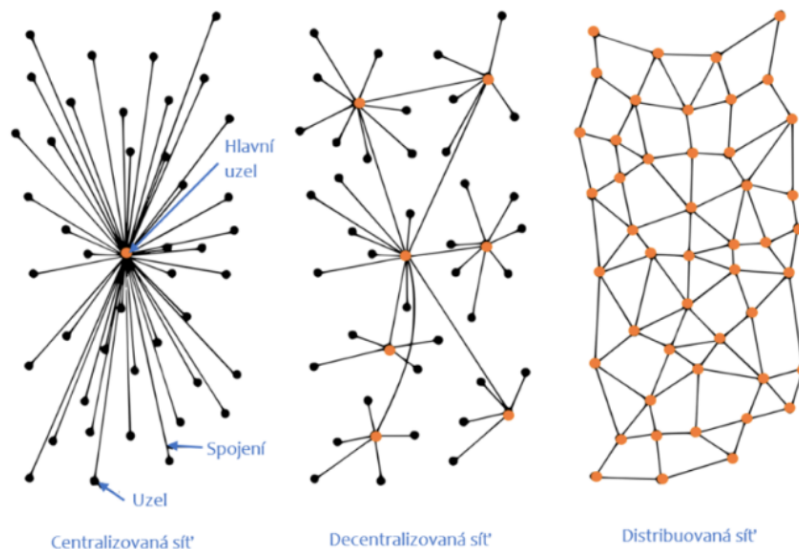 Hlavní
uzel
Spojení
Uzel
Centralizovaná síť
Decentralizovaná síť
Distribuovaná síť